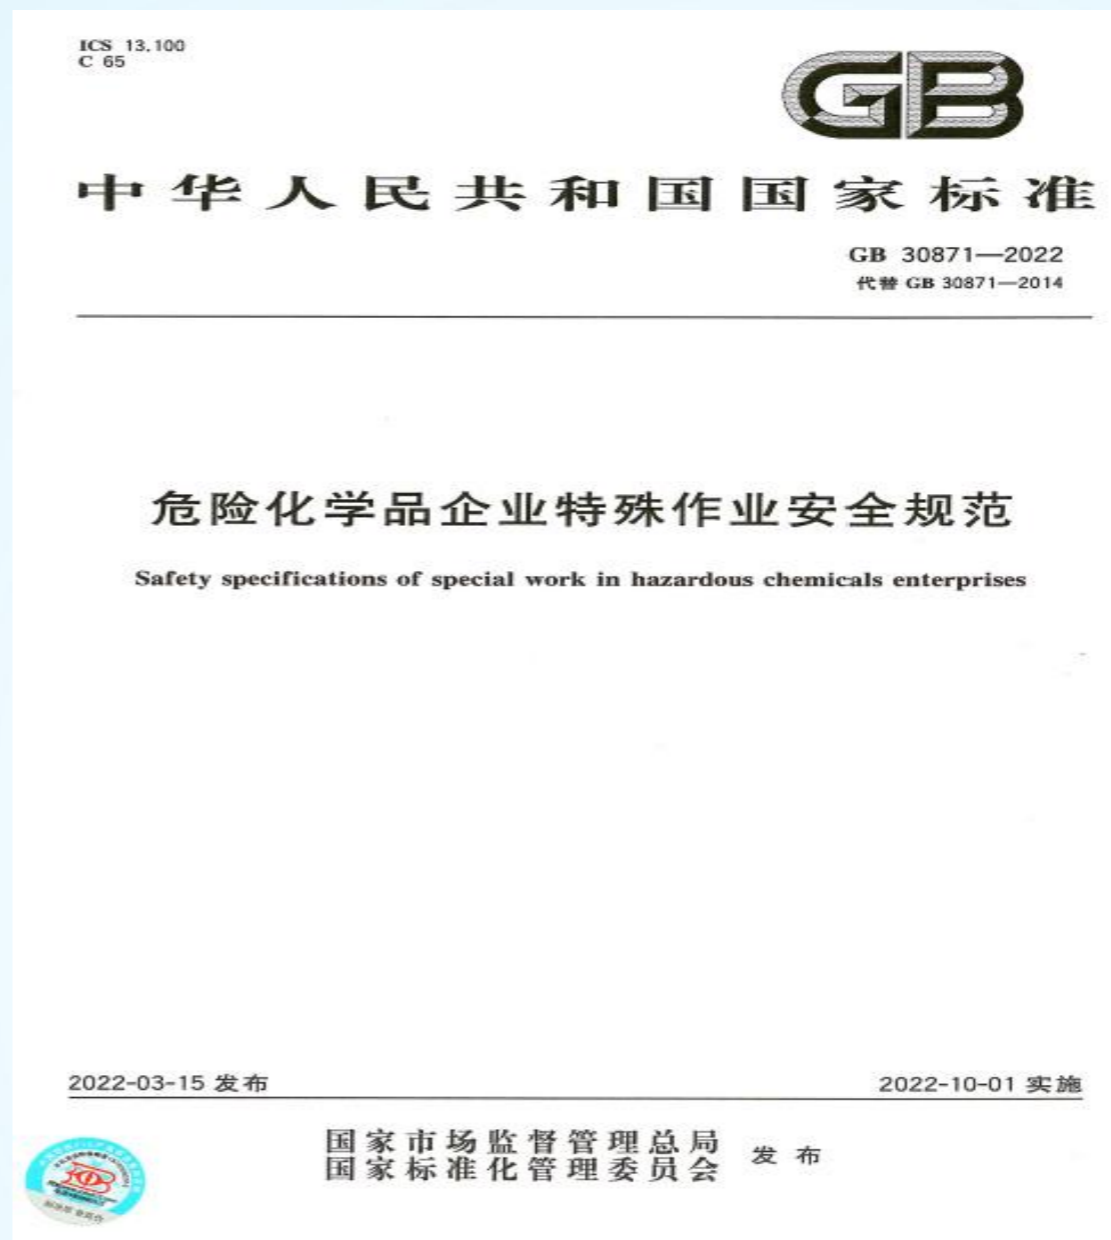 ICS 13.100
C 65
GB
中华人民共和国国家标准
GB 30871—2022
代替 GB 30871—2014
危险化学品企业特殊作业安全规范
Safety specifications of special work in hazardous chemicals enterprises
2022-03-15 发布
2022-10-01 实施
国家市场监督管理总局
国家标准化管理委员会
发布